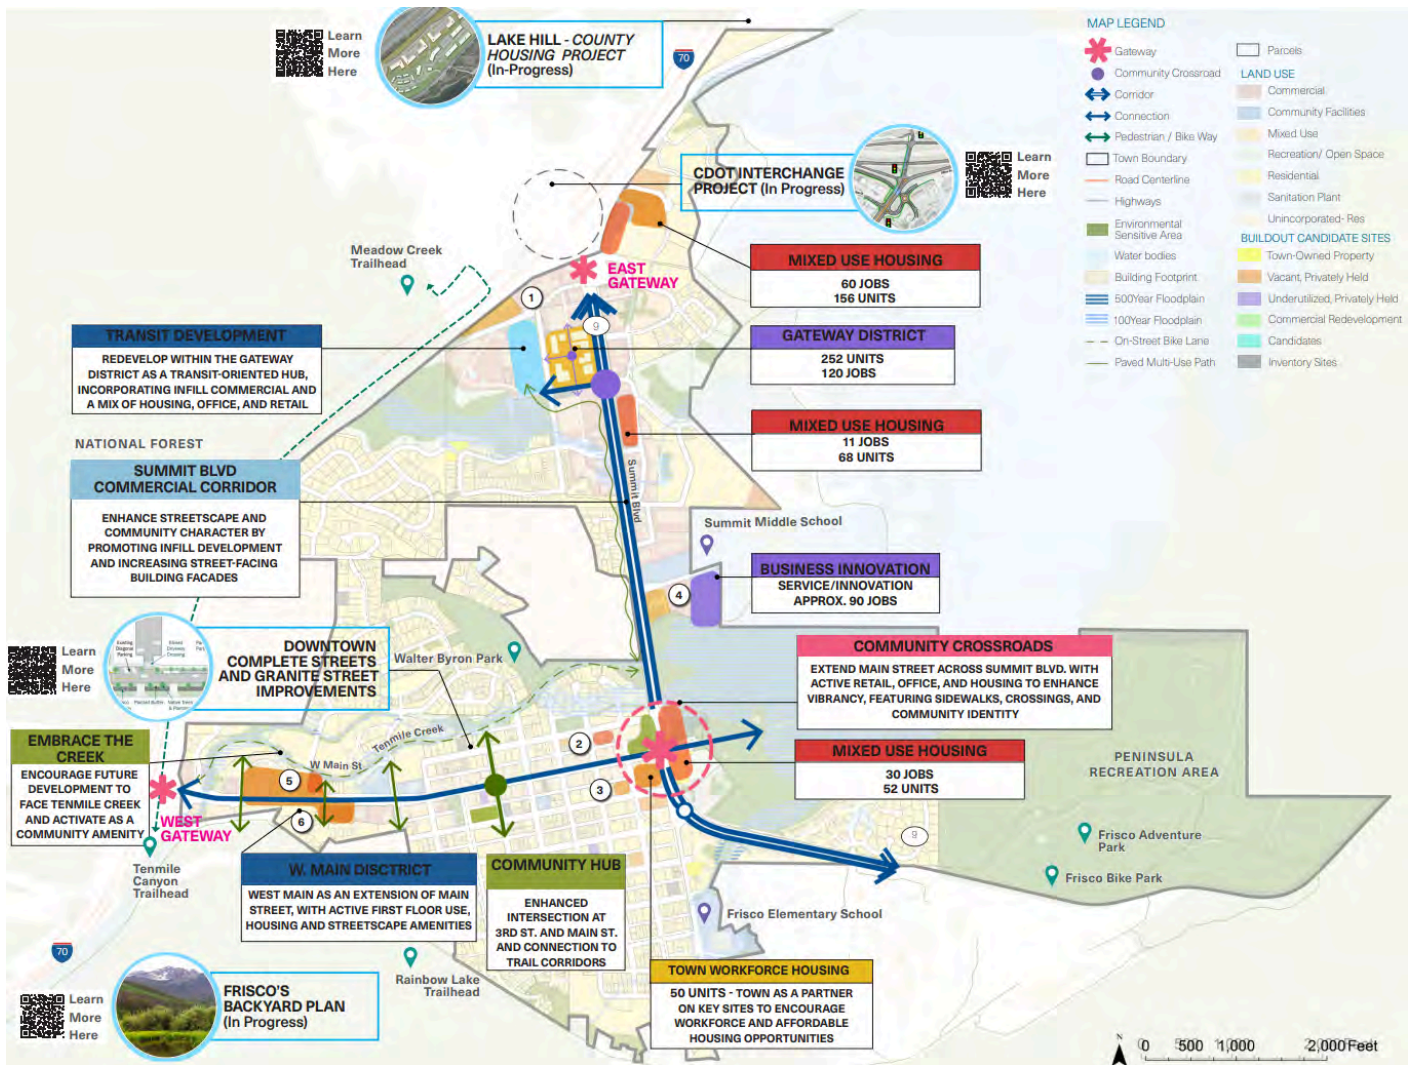 Learn
More
Here
LAKE HILL - COUNTY
HOUSING PROJECT
(In-Progress)
70
CDOT INTERCHANGE
PROJECT (In Progress)
Learn
More
Here
MAP LEGEND
Gateway
Community Crossroad
Corridor
Connection
Pedestrian / Bike Way
Town Boundary
Road Centerline
Highways
Environmental
Sensitive Area
Water bodies
Building Footprint
500Year Floodplain
100Year Floodplain
On-Street Bike Lane
Paved Multi-Use Path
Parcels
LAND USE
Commercial
Community Facilities
Mixed Use
Recreation/ Open Space
Residential
Sanitation Plant
Unincorporated- Res
BUILDOUT CANDIDATE SITES
Town-Owned Property
Vacant, Privately Held
Underutilized, Privately Held
Commercial Redevelopment
Candidates
Inventory Sites
Meadow Creek
Trailhead
EAST
GATEWAY
MIXED USE HOUSING
60 JOBS
156 UNITS
1
9
TRANSIT DEVELOPMENT
REDEVELOP WITHIN THE GATEWAY
DISTRICT AS A TRANSIT-ORIENTED HUB,
INCORPORATING INFILL COMMERCIAL AND
A MIX OF HOUSING, OFFICE, AND RETAIL
GATEWAY DISTRICT
252 UNITS
120 JOBS
MIXED USE HOUSING
11 JOBS
68 UNITS
NATIONAL FOREST
SUMMIT BLVD
COMMERCIAL CORRIDOR
ENHANCE STREETSCAPE AND
COMMUNITY CHARACTER BY
PROMOTING INFILL DEVELOPMENT
AND INCREASING STREET-FACING
BUILDING FACADES
Summit Blvd
Summit Middle School
BUSINESS INNOVATION
SERVICE/INNOVATION
APPROX. 90 JOBS
4
Learn
More
Here
Existing
Diagonal
Parking
DOWNTOWN
COMPLETE STREETS
AND GRANITE STREET
IMPROVEMENTS
Walter Byron Park
COMMUNITY CROSSROADS
EXTEND MAIN STREET ACROSS SUMMIT BLVD. WITH
ACTIVE RETAIL, OFFICE, AND HOUSING TO ENHANCE
VIBRANCY, FEATURING SIDEWALKS, CROSSINGS, AND
COMMUNITY IDENTITY
EMBRACE THE
CREEK
ENCOURAGE FUTURE
DEVELOPMENT TO
FACE TENMILE CREEK
AND ACTIVATE AS A
COMMUNITY AMENITY
Tenmile Creek
W Main St
2
3
5
6
WEST
GATEWAY
MIXED USE HOUSING
30 JOBS
52 UNITS
PENINSULA
RECREATION AREA
9
Frisco Adventure
Park
Frisco Bike Park
Tenmile
Canyon
Trailhead
W. MAIN DISCTRICT
WEST MAIN AS AN EXTENSION OF MAIN
STREET, WITH ACTIVE FIRST FLOOR USE,
HOUSING AND STREETSCAPE AMENITIES
COMMUNITY HUB
ENHANCED
INTERSECTION AT
3RD ST. AND MAIN ST.
AND CONNECTION TO
TRAIL CORRIDORS
Frisco Elementary School
70
Rainbow Lake
Trailhead
Learn
More
Here
FRISCO'S
BACKYARD PLAN
(In Progress)
TOWN WORKFORCE HOUSING
50 UNITS - TOWN AS A PARTNER
ON KEY SITES TO ENCOURAGE
WORKFORCE AND AFFORDABLE
HOUSING OPPORTUNITIES
N
0 500 1,000 2,000 Feet